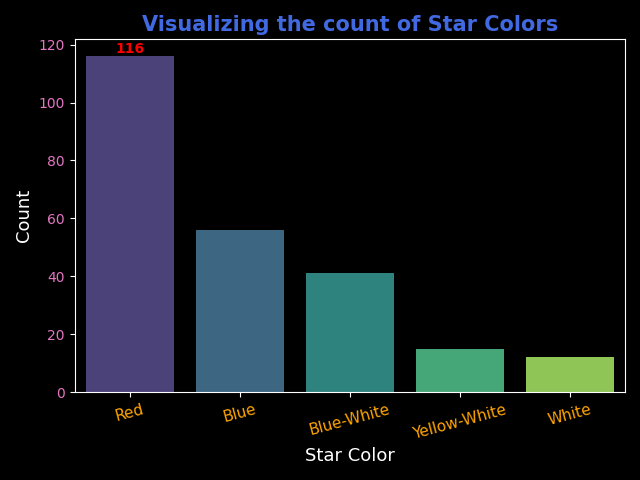 Visualizing the count of Star Colors
120
116
100
80
60
40
20
0
Count
Red
Blue
Blue-White
Yellow-White
White
Star Color